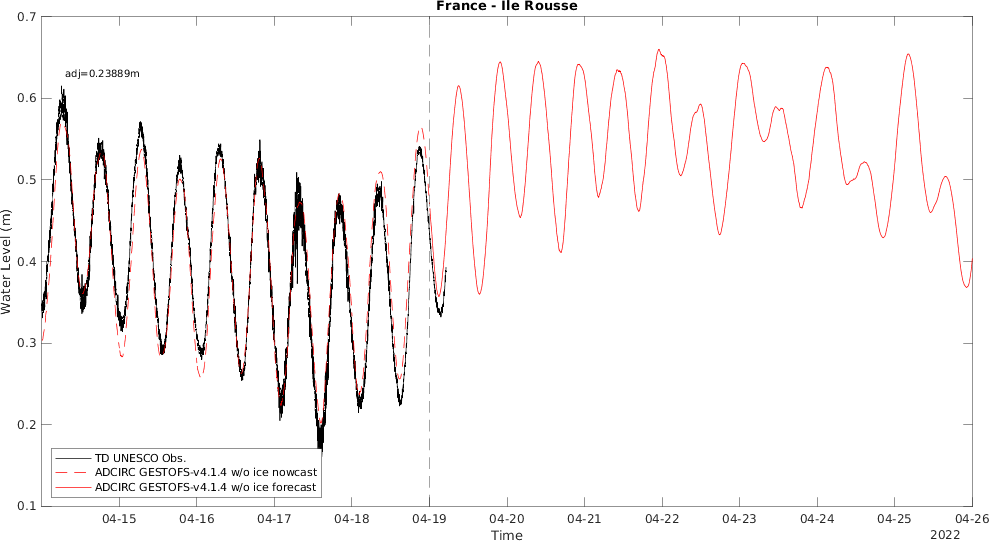 France - Ile Rousse
0.7
adj=0.23889m
0.6
0.5
0.4
0.3
0.2
0.1
Water Level (m)
TD UNESCO Obs.
ADCIRC GESTOFS-v4.1.4 w/o ice nowcast
ADCIRC GESTOFS-v4.1.4 w/o ice forecast
04-15 04-16 04-17 04-18 04-19 04-20 04-21 04-22 04-23 04-24 04-25 04-26
Time
2022